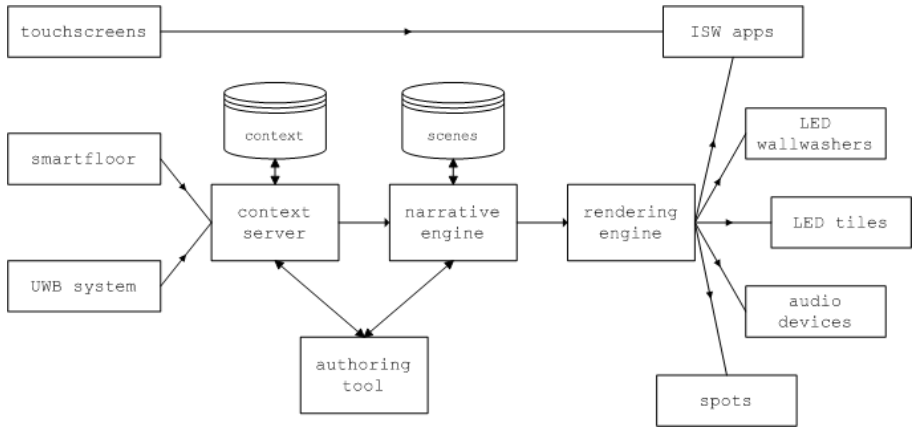 touchscreens
ISW apps
context
scenes
LED
wallwashers
smartfloor
context
server
narrative
engine
rendering
engine
LED tiles
UWB system
audio
devices
authoring
tool
spots